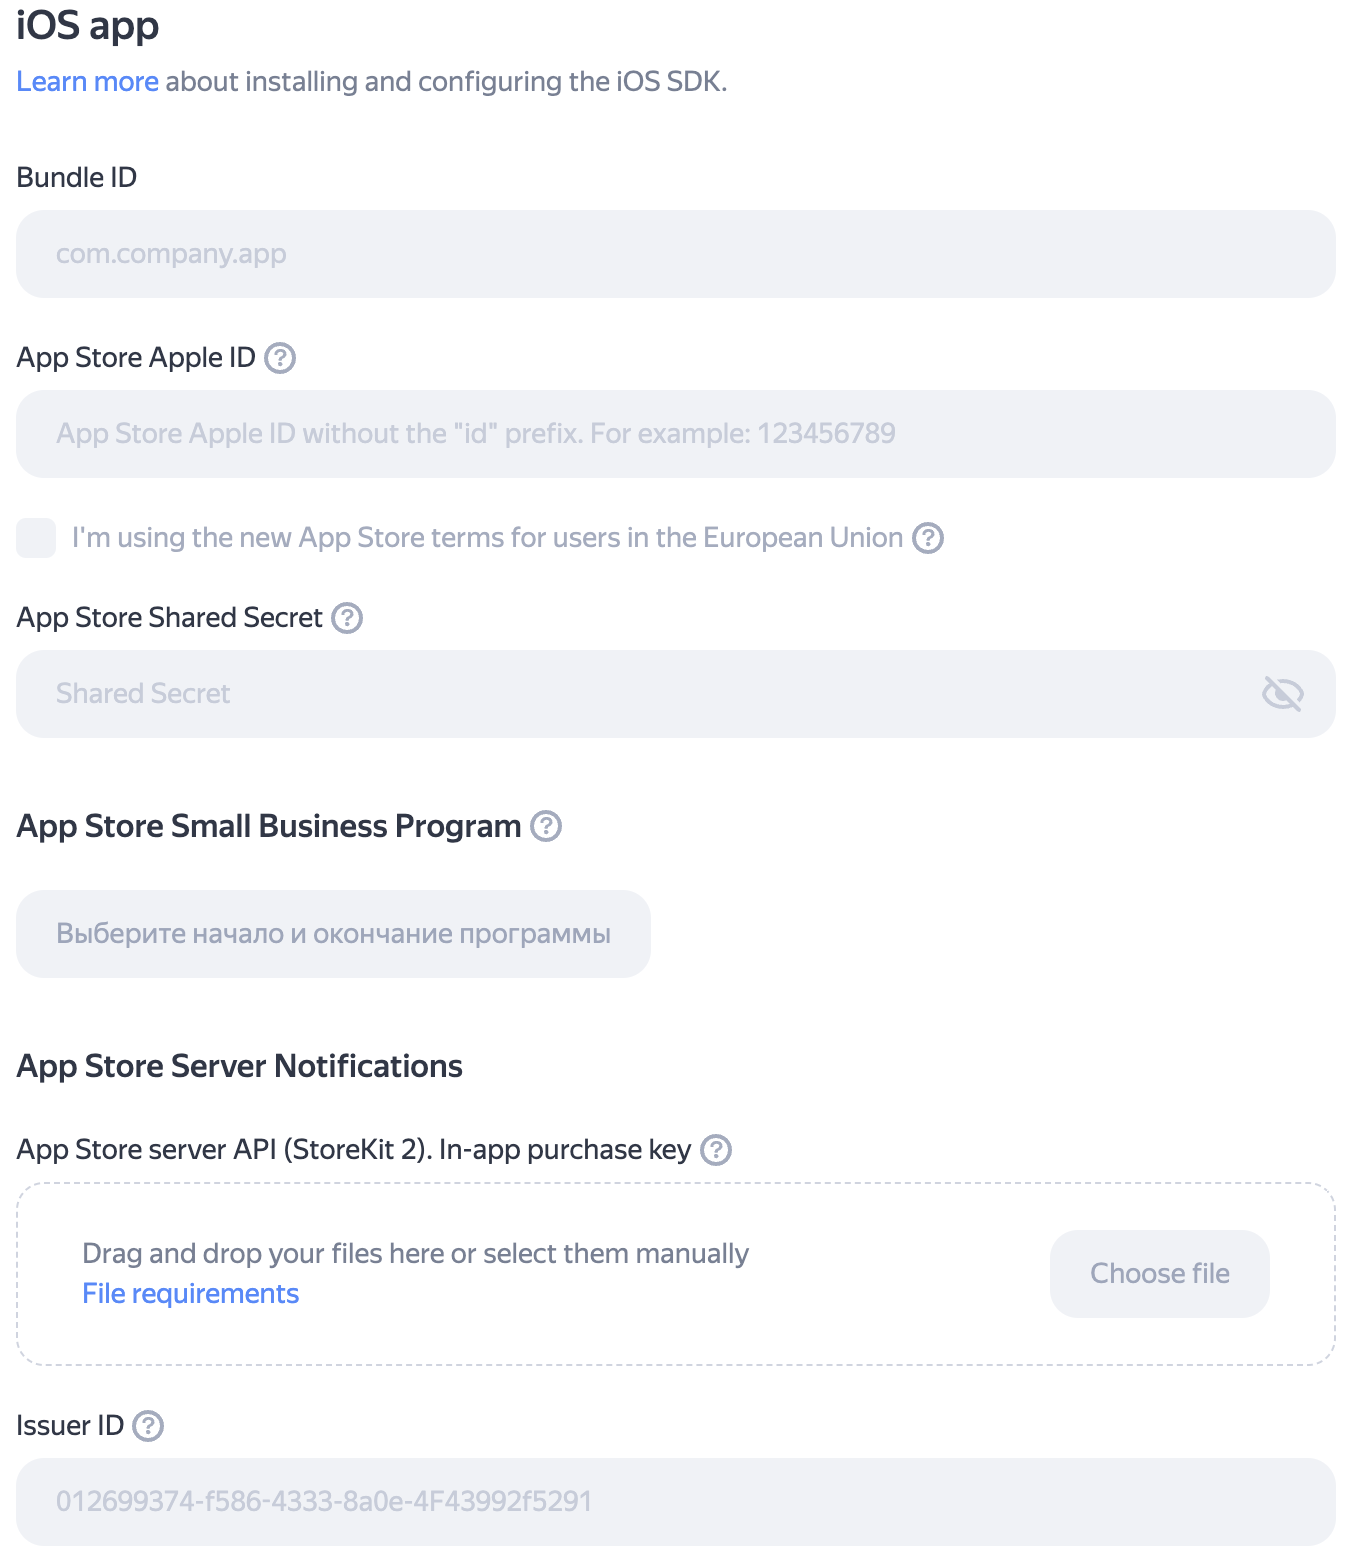 iOS app
Learn more about installing and configuring the iOS SDK.
Bundle ID
com.company.app
App Store Apple ID
App Store Apple ID without the "id" prefix. For example: 123456789
I'm using the new App Store terms for users in the European Union
App Store Shared Secret
Shared Secret
App Store Small Business Program
Выберите начало и окончание программы
App Store Server Notifications
App Store server API (StoreKit 2). In-app purchase key
Drag and drop your files here or select them manually
File requirements
Choose file
Issuer ID
012699374-f586-4333-8a0e-4F43992f5291